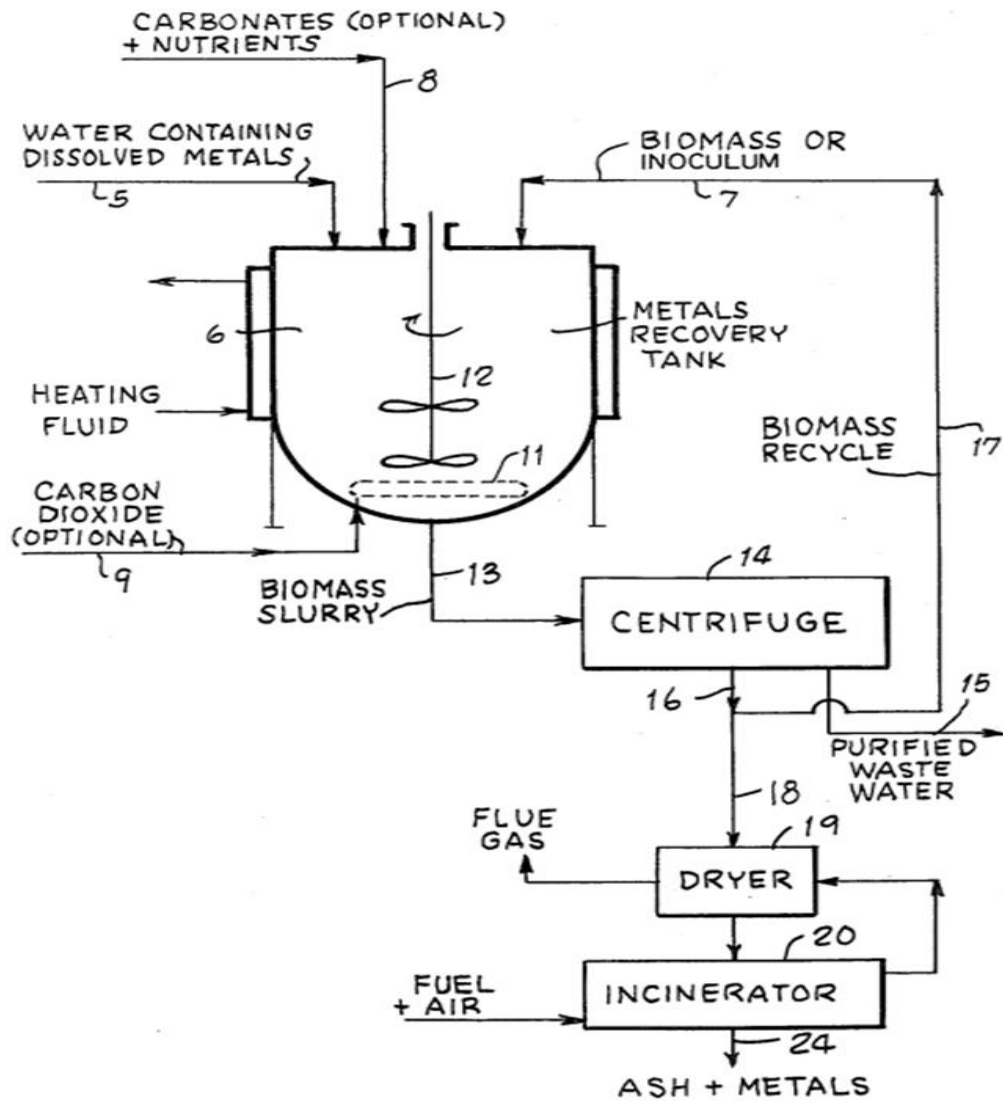 CARBONATES (OPTIONAL)
+ NUTRIENTS
8
WATER CONTAINING
DISSOLVED METALS
5
BIOMASS OR
INOCULUM
7
6
METALS
RECOVERY
TANK
12
HEATING
FLUID
BIOMASS
RECYCLE
17
11
CARBON
DIOXIDE
(OPTIONAL)
9
13
BIOMASS
SLURRY
14
CENTRIFUGE
16
15
PURIFIED
WASTE
WATER
18
FLUE
GAS
19
DRYER
20
INCINERATOR
FUEL
+ AIR
24
ASH + METALS